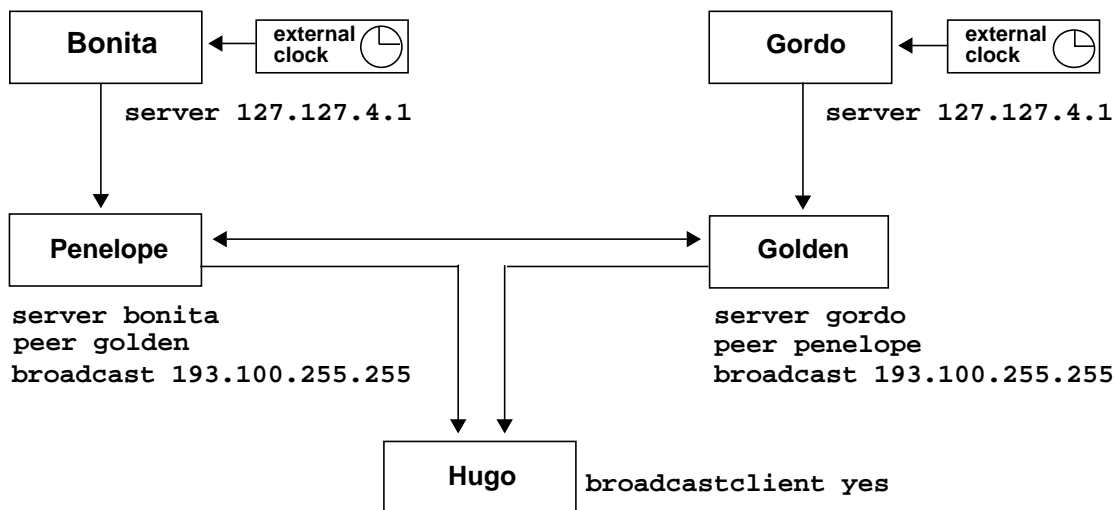 Bonita
external
clock
Gordo
external
clock
server 127.127.4.1
server 127.127.4.1
Penelope
Golden
server bonita
peer golden
broadcast 193.100.255.255
server gordo
peer penelope
broadcast 193.100.255.255
Hugo
broadcastclient yes